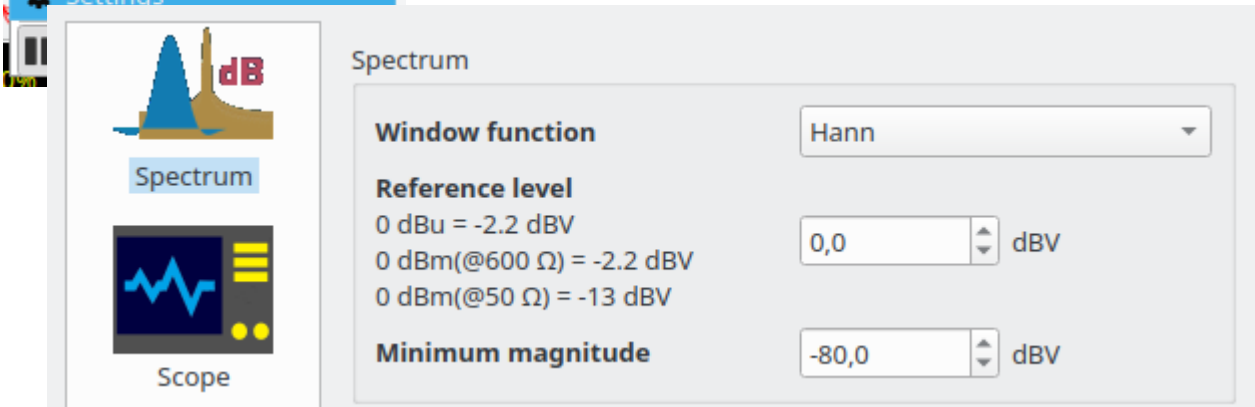 Settings
dB
Spectrum
Scope
Spectrum
Window function
Hann
Reference level
0 dBu = -2.2 dBV
0 dBm(@600 Ω) = -2.2 dBV
0 dBm(@50 Ω) = -13 dBV
0,0
dBV
Minimum magnitude
-80,0
dBV